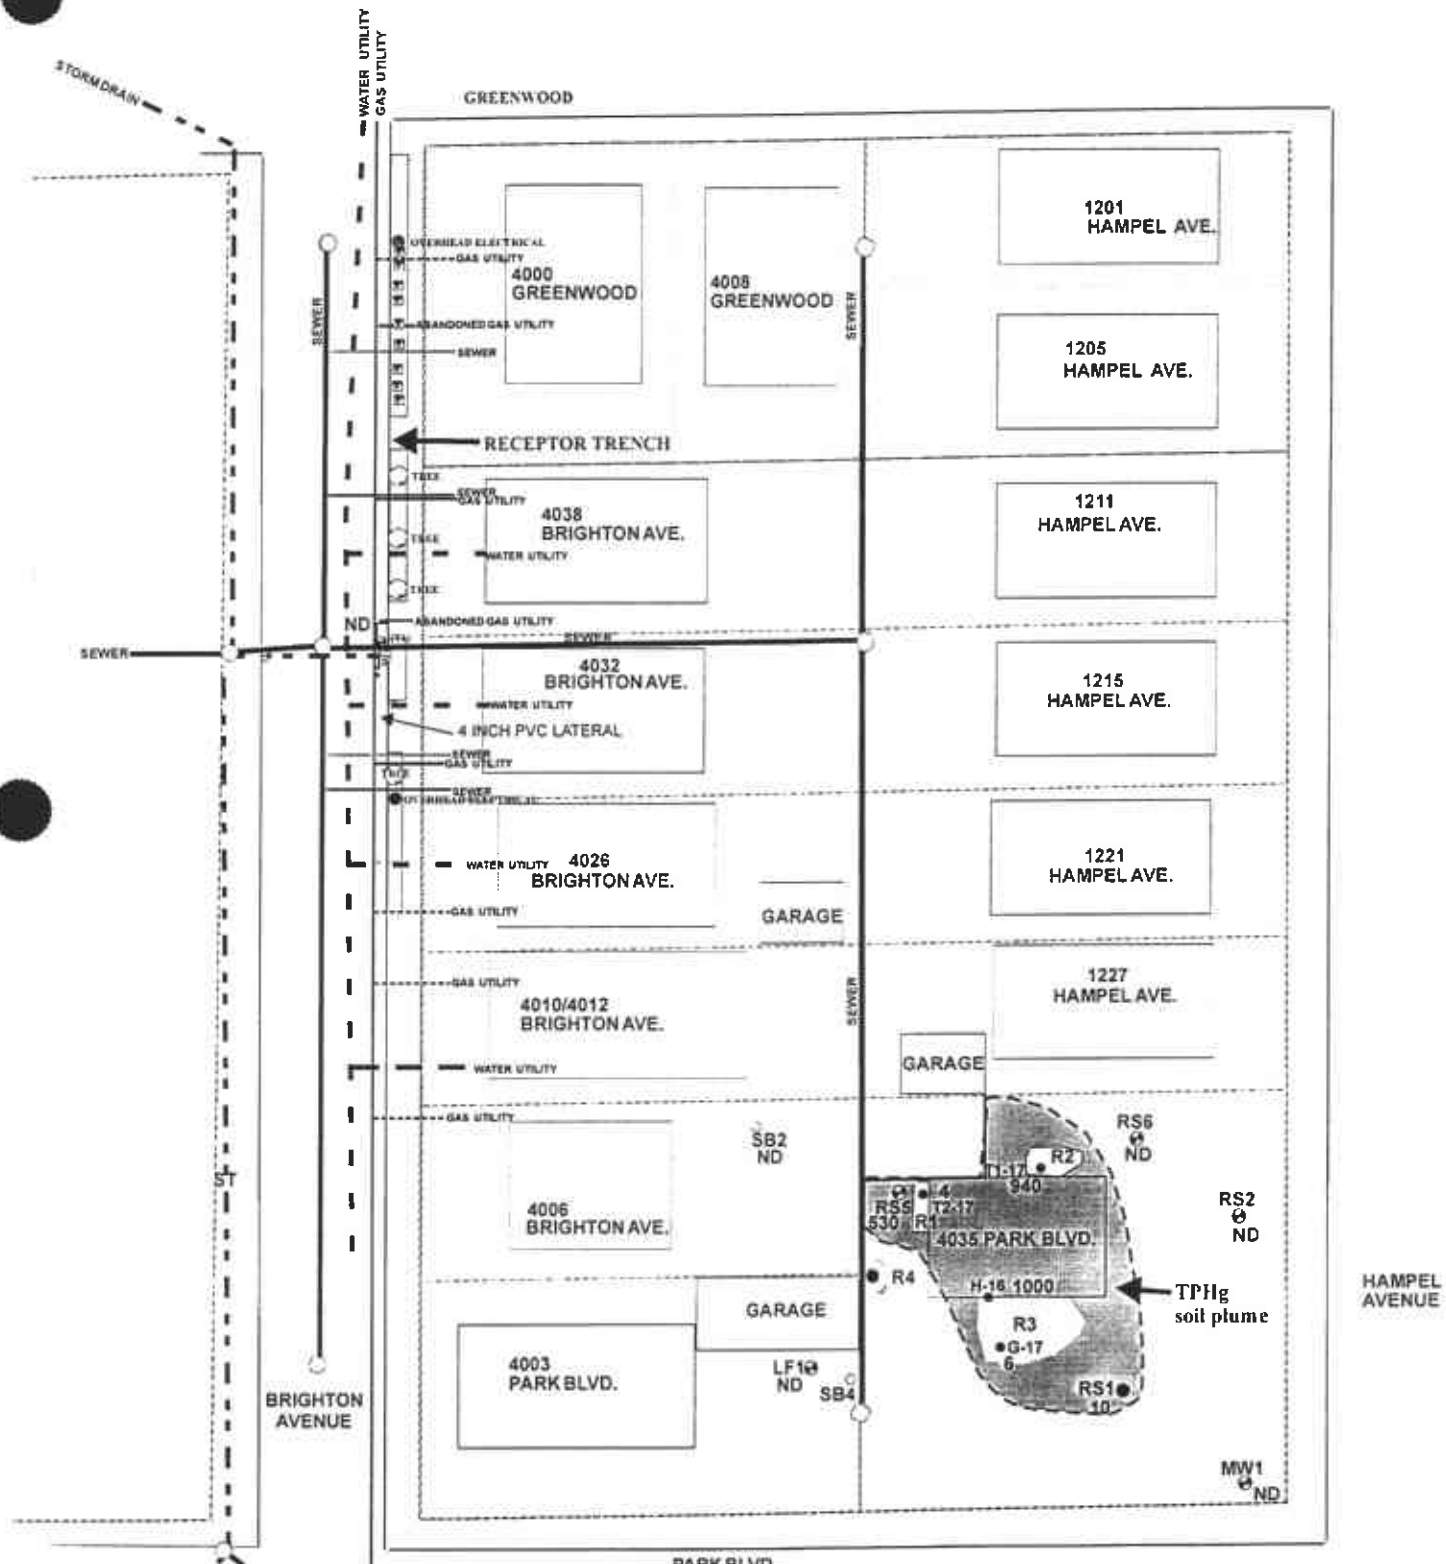 WATER UTILITY
GAS UTILITY
STORMDRAIN
GREENWOOD
1201
HAMPEL AVE.
OVERHEAD ELECTRICAL
GAS UTILITY
4000
GREENWOOD
4008
GREENWOOD
SEWER
SEWER
ABANDONED GAS UTILITY
SEWER
1205
HAMPEL AVE.
RECEPTOR TRENCH
TREE
SEWER
GAS UTILITY
4038
BRIGHTON AVE.
1211
HAMPEL AVE.
TREE
WATER UTILITY
TREE
ND
ABANDONED GAS UTILITY
SEWER
SEWER
4032
BRIGHTON AVE.
1215
HAMPEL AVE.
WATER UTILITY
4 INCH PVC LATERAL
SEWER
GAS UTILITY
TREE
SEWER
OVERHEAD ELECTRICAL
WATER UTILITY
4026
BRIGHTON AVE.
1221
HAMPEL AVE.
GAS UTILITY
GARAGE
GAS UTILITY
4010/4012
BRIGHTON AVE.
SEWER
1227
HAMPEL AVE.
WATER UTILITY
GARAGE
GAS UTILITY
SB2
ND
RS6
ND
R2
T1-17
940
ST
4006
BRIGHTON AVE.
RS5
530
4
T2-17
R1
4035 PARK BLVD.
RS2
ND
R4
H-16 1000
TPHg
soil plume
HAMPEL
AVENUE
GARAGE
R3
G-17
6
4003
PARK BLVD.
LF1
ND
SB4
RS1
10
BRIGHTON
AVENUE
MW1
ND
PARK BLVD